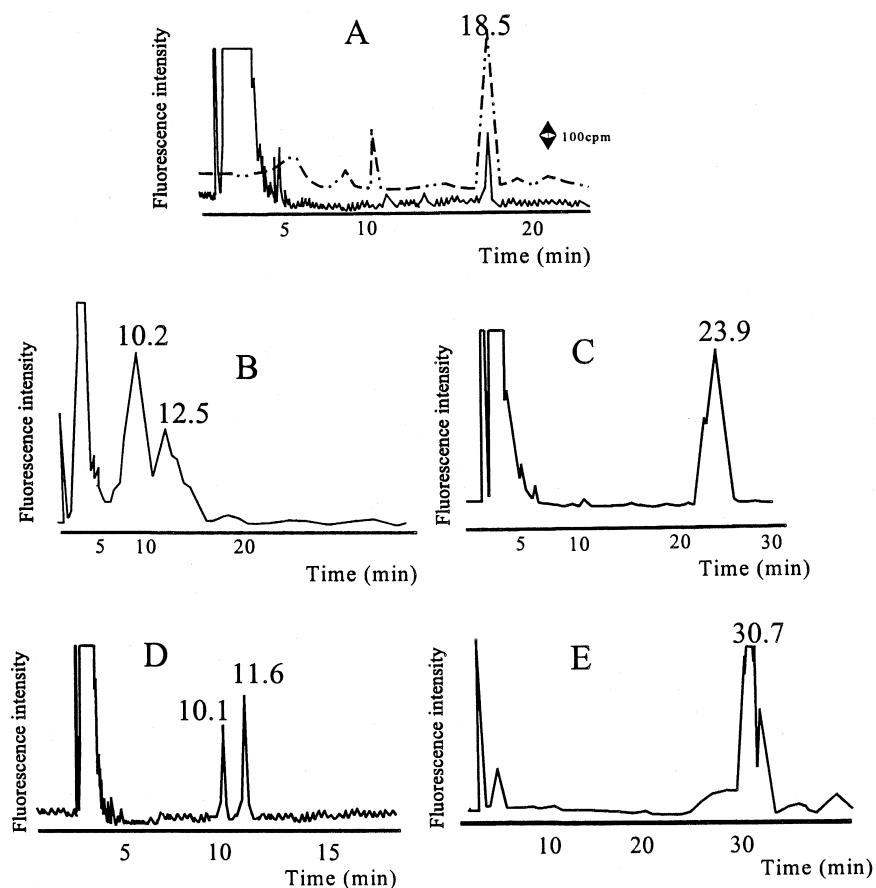 A
18.5
Fluorescence intensity
100cpm
5 10 20
Time (min)
B
10.2
12.5
Fluorescence intensity
5 10 20
Time (min)
C
23.9
Fluorescence intensity
5 10 20 30
Time (min)
D
10.1
11.6
Fluorescence intensity
5 10 15
Time (min)
E
30.7
Fluorescence intensity
10 20 30
Time (min)